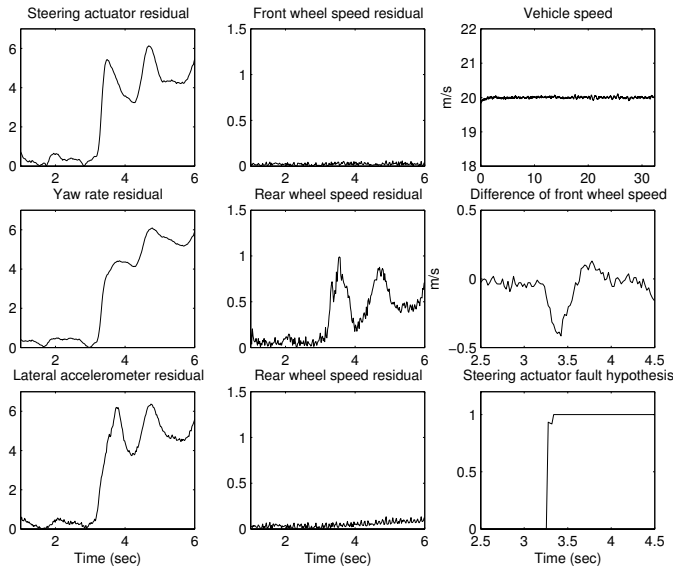 Steering actuator residual
6
4
2
0
2 4 6
Front wheel speed residual
1.5
1
0.5
0
2 4 6
Vehicle speed
22
21
20
19
18
m/s
0 10 20 30
Yaw rate residual
6
4
2
0
2 4 6
Rear wheel speed residual
1.5
1
0.5
0
2 4 6
Difference of front wheel speed
0.5
0
−0.5
m/s
2.5 3 3.5 4 4.5
Lateral accelerometer residual
6
4
2
0
2 4 6
Time (sec)
Rear wheel speed residual
1.5
1
0.5
0
2 4 6
Time (sec)
Steering actuator fault hypothesis
1
0.5
0
2.5 3 3.5 4 4.5
Time (sec)